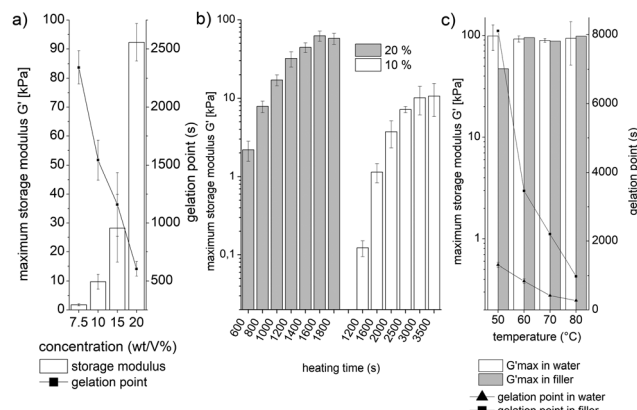 a)
maximum storage modulus G' [kPa]
100
90
80
70
60
50
40
30
20
10
0
2500
2000
1500
1000
500
gelation point (s)
7.5 10 15 20
concentration (wt/V%)
storage modulus
gelation point
b)
maximum storage modulus G' (kPa)
100
10
1
0,1
20 %
10 %
600 800 1000 1200 1400 1600 1800 1200 1600 2000 2500 3000 3500
heating time (s)
c)
maximum storage modulus G' [kPa]
100
10
1
8000
6000
4000
2000
0
gelation point (s)
50 60 70 80
temperature (°C)
G'max in water
G'max in filler
gelation point in water
gelation point in filler